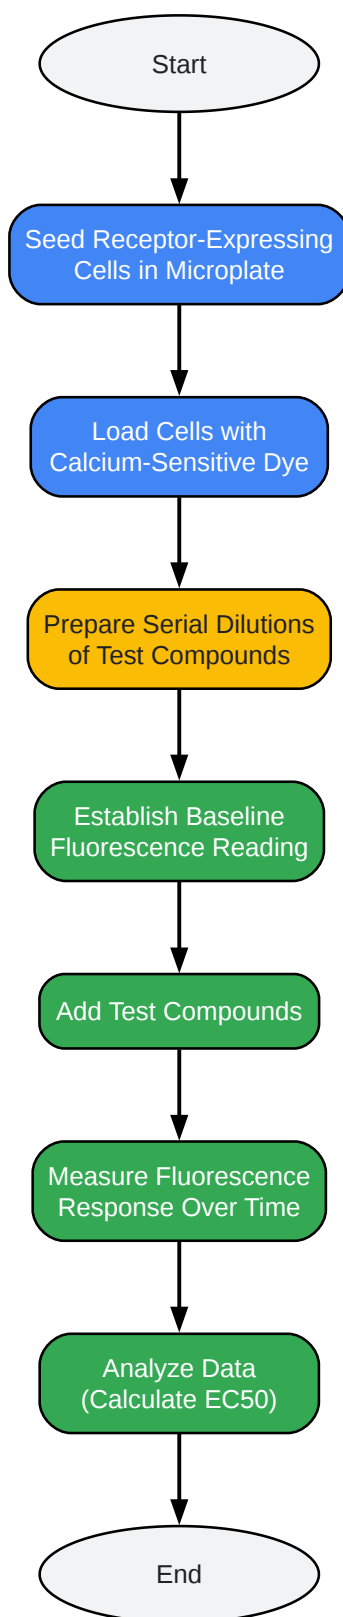 Start
Seed Receptor-Expressing
Cells in Microplate
Load Cells with
Calcium-Sensitive Dye
Prepare Serial Dilutions
of Test Compounds
Establish Baseline
Fluorescence Reading
Add Test Compounds
Measure Fluorescence
Response Over Time
Analyze Data
(Calculate EC50)
End